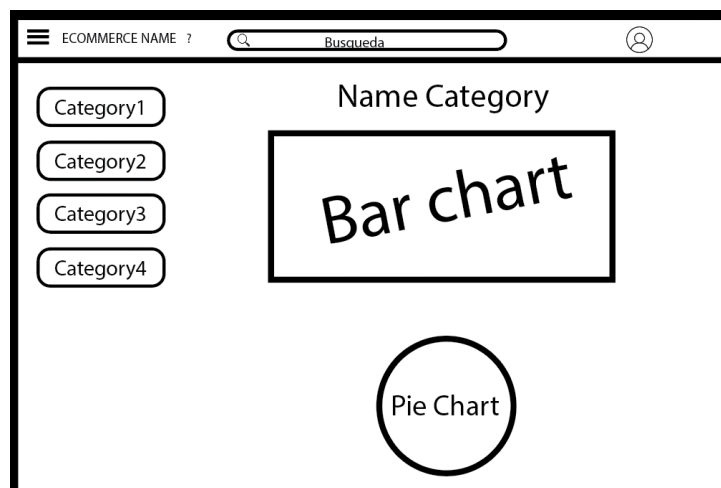 ECOMMERCE NAME ?
Busqueda
Category1
Category2
Category3
Category4
Name Category
Bar chart
Pie Chart